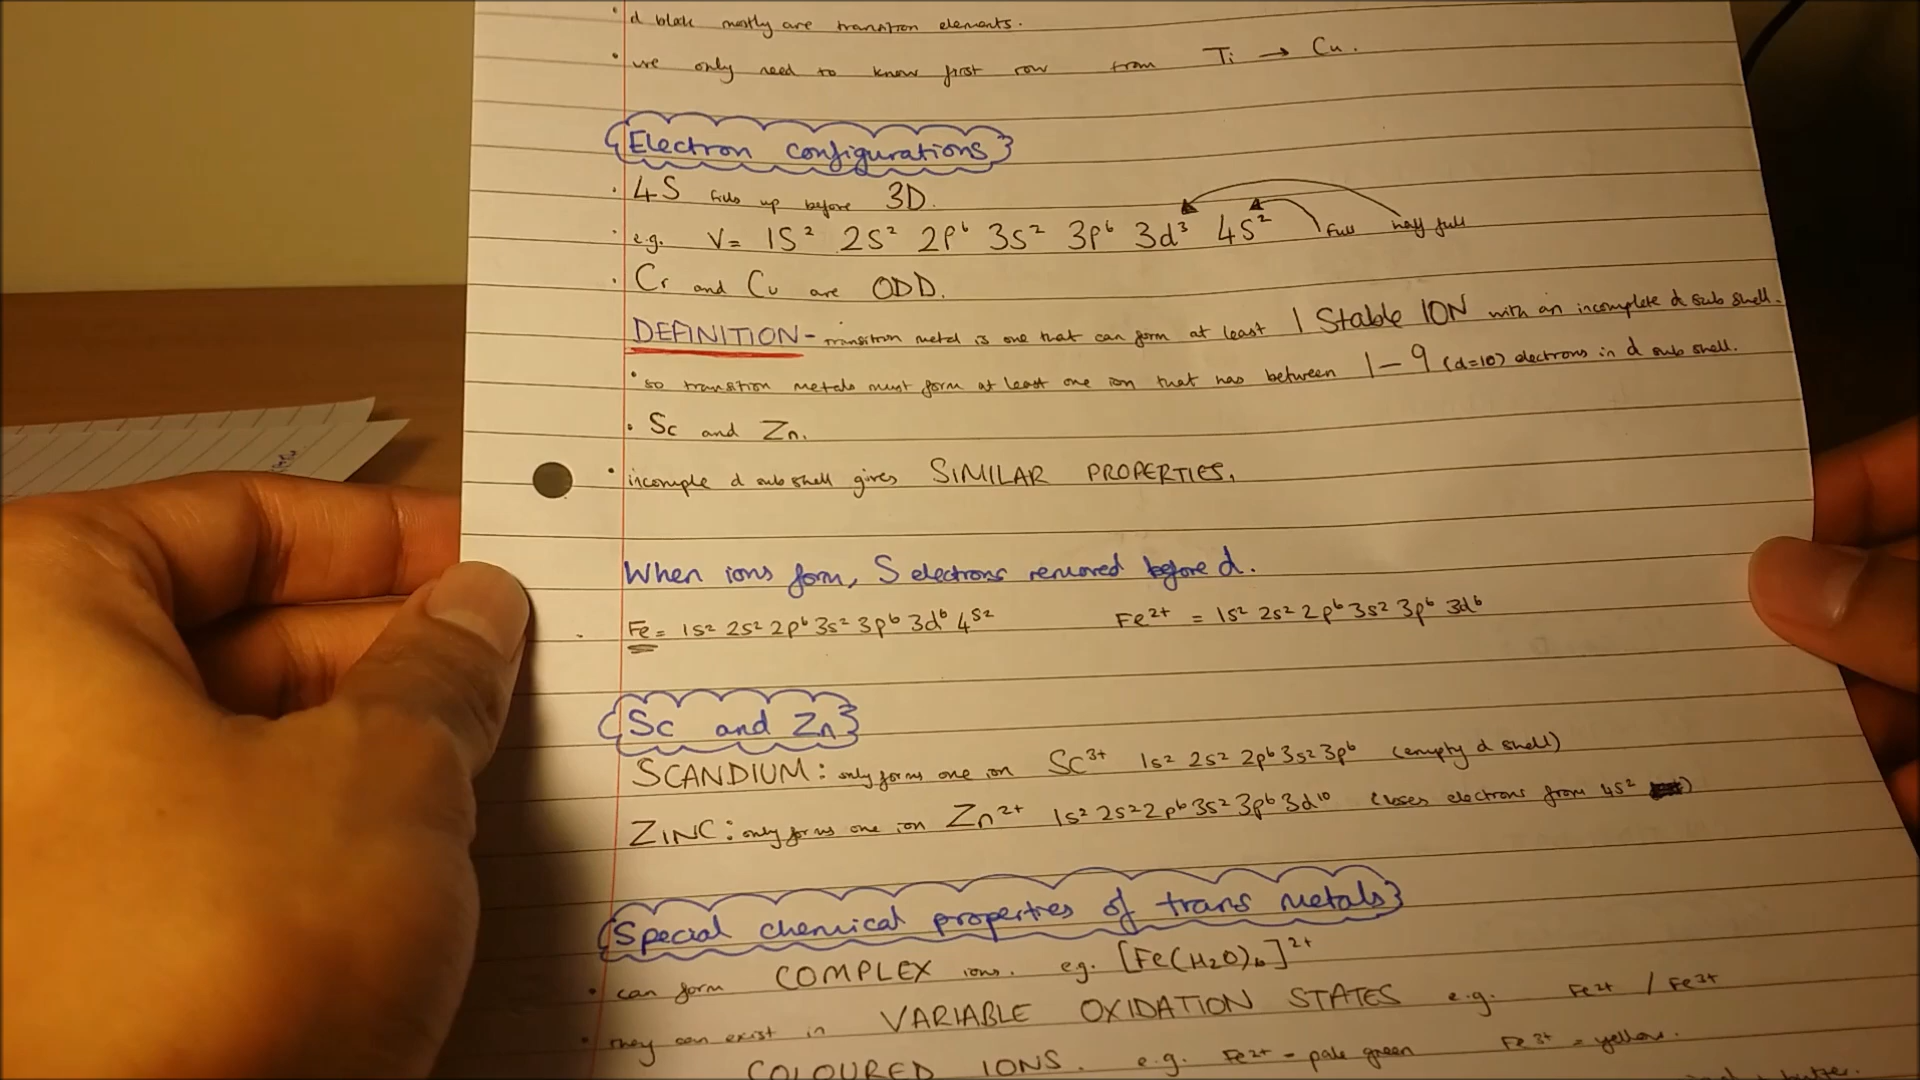 • d block mostly are transition elements.
• we only need to know first row from Ti → Cu.
Electron configurations
• 4S fills up before 3D.
• e.g. V= 1S² 2S² 2P⁶ 3S² 3P⁶ 3d³ 4S² full half full
• Cr and Cu are ODD.
DEFINITION - transition metal is one that can form at least 1 Stable ION with an incomplete d sub shell.
• so transition metals must form at least one ion that has between 1 – 9 (d=10) electrons in d sub shell.
• Sc and Zn.
• incomple d sub shell gives SIMILAR PROPERTIES.
When ions form, S electrons removed before d.
• Fe = 1s² 2s² 2p⁶ 3s² 3p⁶ 3d⁶ 4s² Fe²⁺ = 1s² 2s² 2p⁶ 3s² 3p⁶ 3d⁶
Sc and Zn
SCANDIUM: only forms one ion Sc³⁺ 1s² 2s² 2p⁶ 3s² 3p⁶ (empty d shell)
ZINC: only forms one ion Zn²⁺ 1s² 2s² 2p⁶ 3s² 3p⁶ 3d¹⁰ (loses electrons from 4s² )
Special chemical properties of trans metals
• can form COMPLEX ions. eg. [Fe(H₂O)₆]²⁺
• they can exist in VARIABLE OXIDATION STATES e.g. Fe²⁺ / Fe³⁺
COLOURED IONS. e.g. Fe²⁺ = pale green Fe³⁺ = yellow.